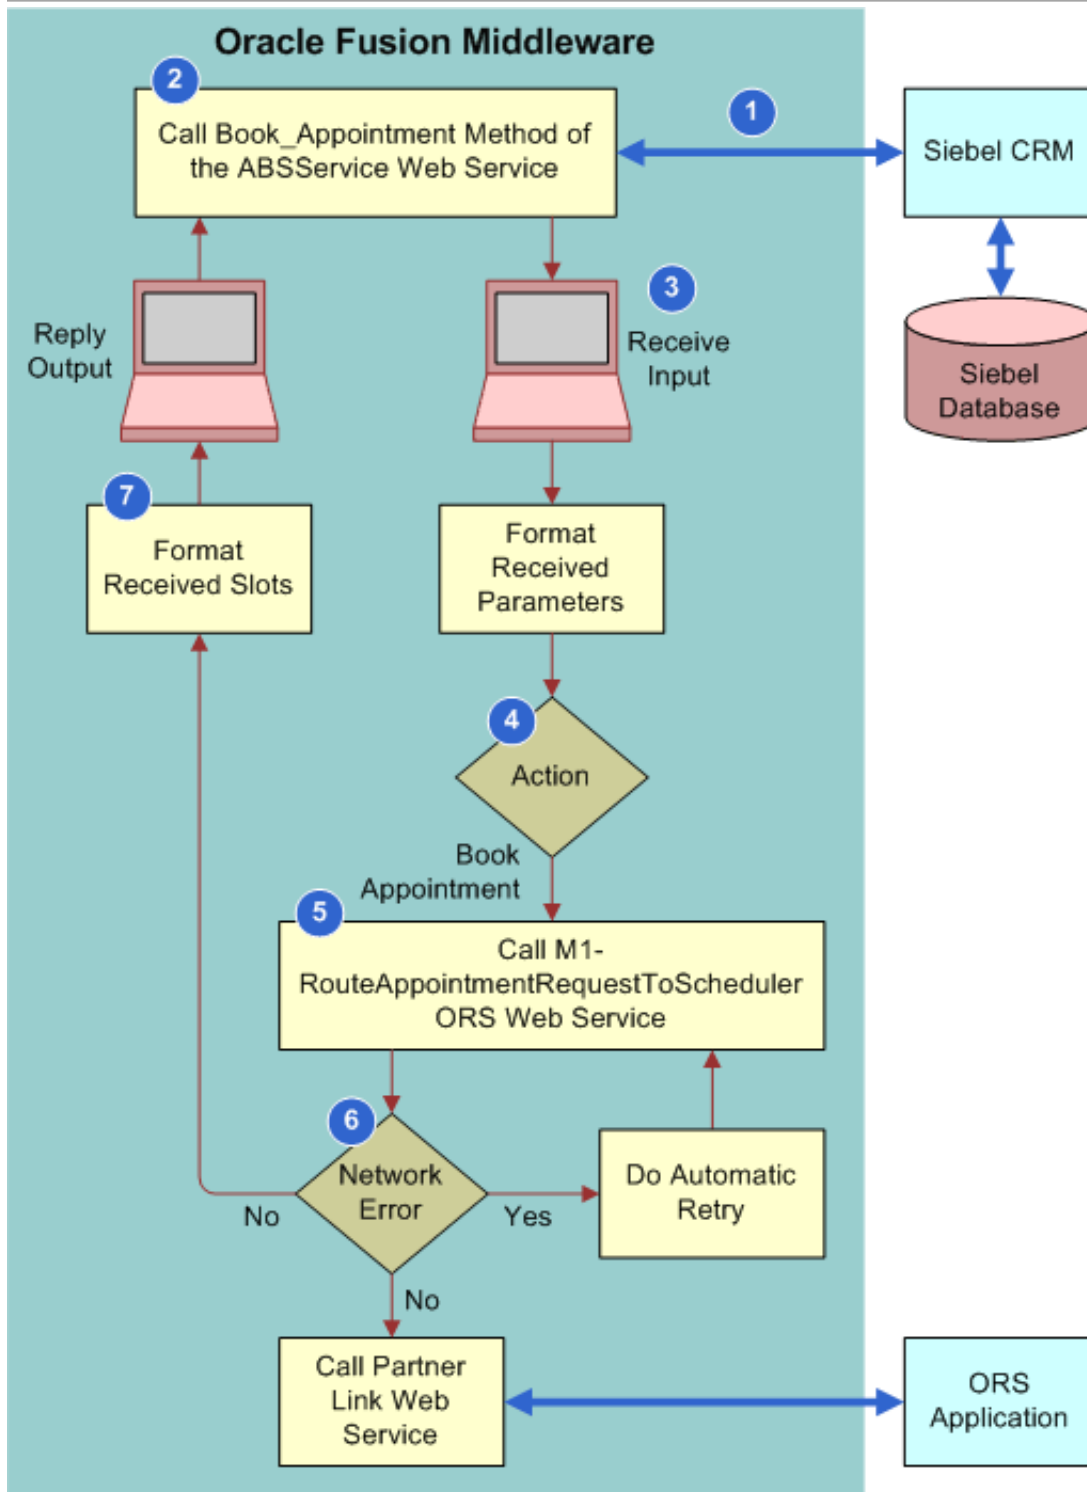 Oracle Fusion Middleware
2
1
Call Book_Appointment Method of
the ABSService Web Service
Siebel CRM
3
Reply
Output
Receive
Input
Siebel
Database
7
Format
Received Slots
Format
Received
Parameters
4
Action
Book
Appointment
5
Call M1-
RouteAppointmentRequestToScheduler
ORS Web Service
6
Network
Error
No
Yes
Do Automatic
Retry
No
Call Partner
Link Web
Service
ORS
Application